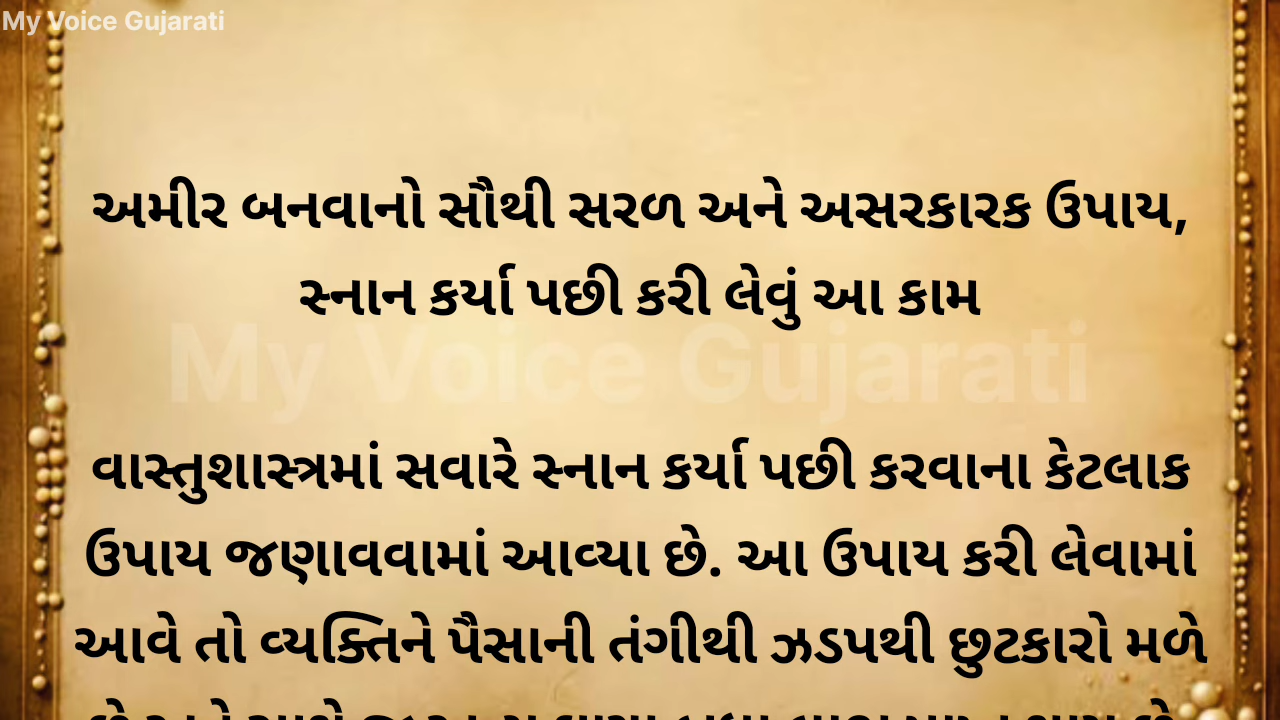 My Voice Gujarati
અમીર બનવાનો સૌથી સરળ અને અસરકારક ઉપાય,
સ્નાન કર્યા પછી કરી લેવું આ કામ
My Voice Gujarati
વાસ્તુશાસ્ત્રમાં સવારે સ્નાન કર્યા પછી કરવાના કેટલાક
ઉપાય જણાવવામાં આવ્યા છે. આ ઉપાય કરી લેવામાં
આવે તો વ્યક્તિને પૈસાની તંગીથી ઝડપથી છુટકારો મળે